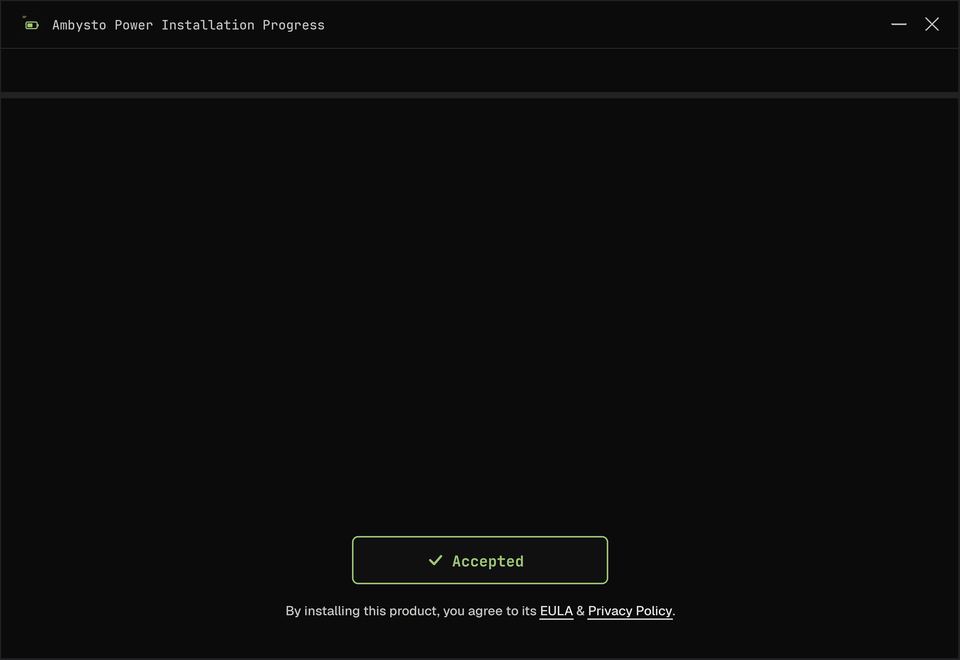 Ambysto Power Installation Progress
Accepted
By installing this product, you agree to its EULA & Privacy Policy.